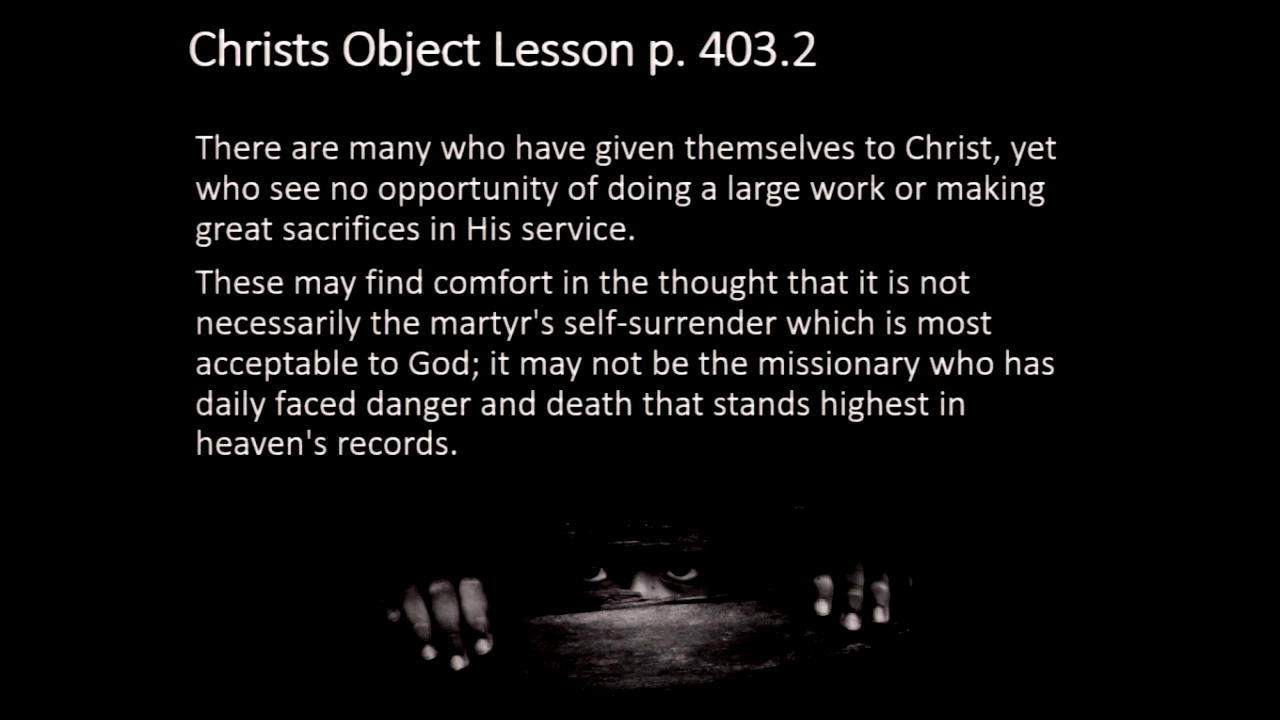 Christs Object Lesson p. 403.2
There are many who have given themselves to Christ, yet
who see no opportunity of doing a large work or making
great sacrifices in His service.
These may find comfort in the thought that it is not
necessarily the martyr's self-surrender which is most
acceptable to God; it may not be the missionary who has
daily faced danger and death that stands highest in
heaven's records.